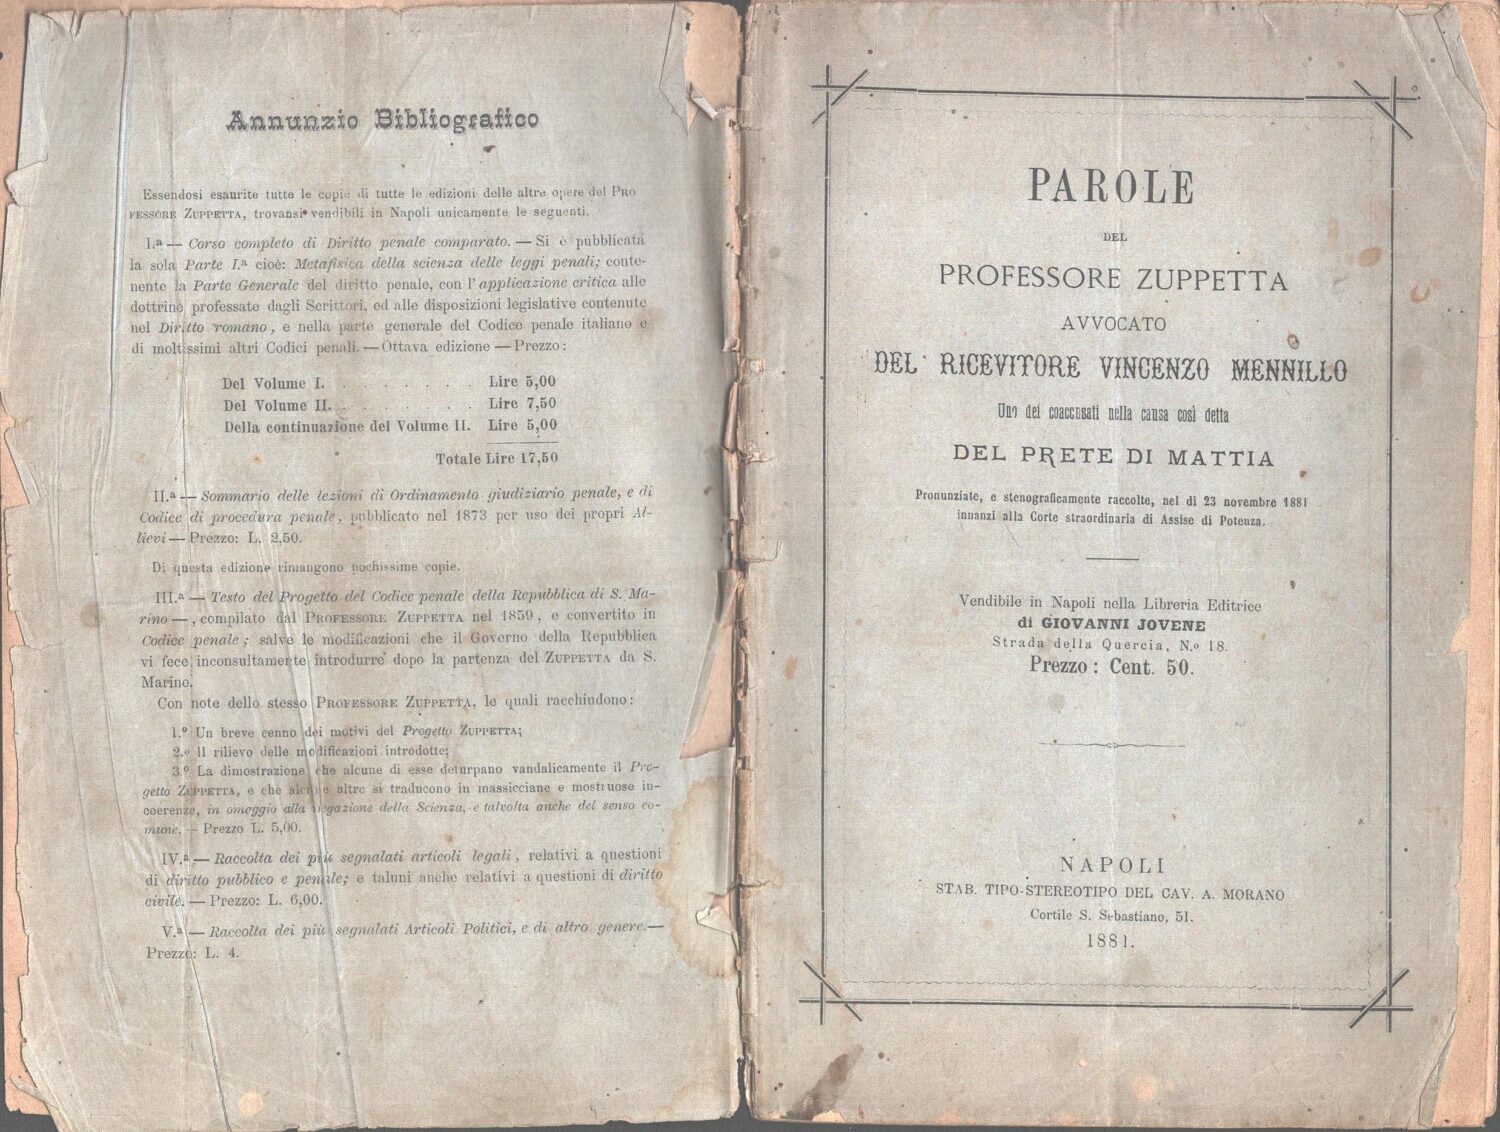 Annunzio Bibliografico
Essendosi esaurite tutte le copie di tutte le edizioni delle altre opere del PRO
FESSORE ZUPPETTA, trovansi vendibili in Napoli unicamente le seguenti.
I.ª — Corso completo di Diritto penale comparato. — Si è pubblicata
la sola Parte I.ª cioè: Metafisica della scienza delle leggi penali; conte-
nente la Parte Generale del diritto penale, con l' applicazione critica alle
dottrine professate dagli Scrittori, ed alle disposizioni legislative contenute
nel Diritto romano, e nella parte generale del Codice penale italiano e
di moltissimi altri Codici penali. — Ottava edizione — Prezzo:
Del Volume I. . . . . . . . Lire 5,00
Del Volume II. . . . . . . . Lire 7,50
Della continuazione del Volume II. Lire 5,00
Totale Lire 17,50
II.ª — Sommario delle lezioni di Ordinamento giudiziario penale, e di
Codice di procedura penale, pubblicato nel 1873 per uso dei propri Al-
lievi — Prezzo: L. 2,50.
Di questa edizione rimangono pochissime copie.
III.ª — Testo del Progetto del Codice penale della Repubblica di S. Ma-
rino —, compilato dal PROFESSORE ZUPPETTA nel 1859, e convertito in
Codice penale; salve le modificazioni che il Governo della Repubblica
vi fece inconsultamente introdurre dopo la partenza del ZUPPETTA da S.
Marino.
Con note dello stesso PROFESSORE ZUPPETTA, le quali racchiudono:
1.º Un breve cenno dei motivi del Progetto ZUPPETTA;
2.º Il rilievo delle modificazioni introdotte;
3.º La dimostrazione che alcune di esse deturpano vandalicamente il Pro-
getto ZUPPETTA, e che alcune altre si traducono in massicciane e mostruose in-
coerenze, in omaggio alla negazione della Scienza, e talvolta anche del senso co-
mune. — Prezzo L. 5,00.
IV.ª — Raccolta dei più segnalati articoli legali, relativi a questioni
di diritto pubblico e penale; e taluni anche relativi a questioni di diritto
civile. — Prezzo: L. 6,00.
V.ª — Raccolta dei più segnalati Articoli Politici, e di altro genere. —
Prezzo: L. 4.
PAROLE
DEL
PROFESSORE ZUPPETTA
AVVOCATO
DEL RICEVITORE VINCENZO MENNILLO
Uno dei coaccusati nella causa così detta
DEL PRETE DI MATTIA
Pronunziate, e stenograficamente raccolte, nel dì 23 novembre 1881
innanzi alla Corte straordinaria di Assise di Potenza.
Vendibile in Napoli nella Libreria Editrice
di GIOVANNI JOVENE
Strada della Quercia, N.º 18.
Prezzo: Cent. 50.
NAPOLI
STAB. TIPO-STEREOTIPO DEL CAV. A. MORANO
Cortile S. Sebastiano, 51.
1881.